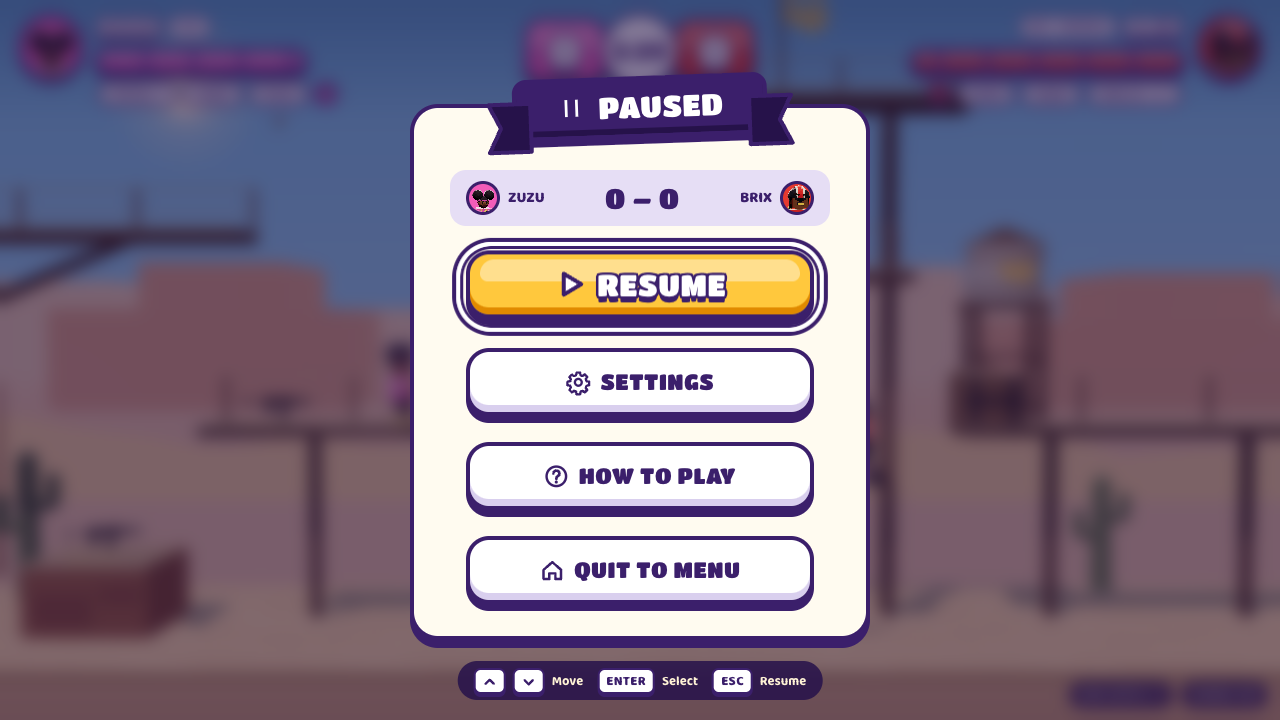 PAUSED
ZUZU 0 – 0 BRIX
RESUME
SETTINGS
HOW TO PLAY
QUIT TO MENU
Move ENTER Select ESC Resume